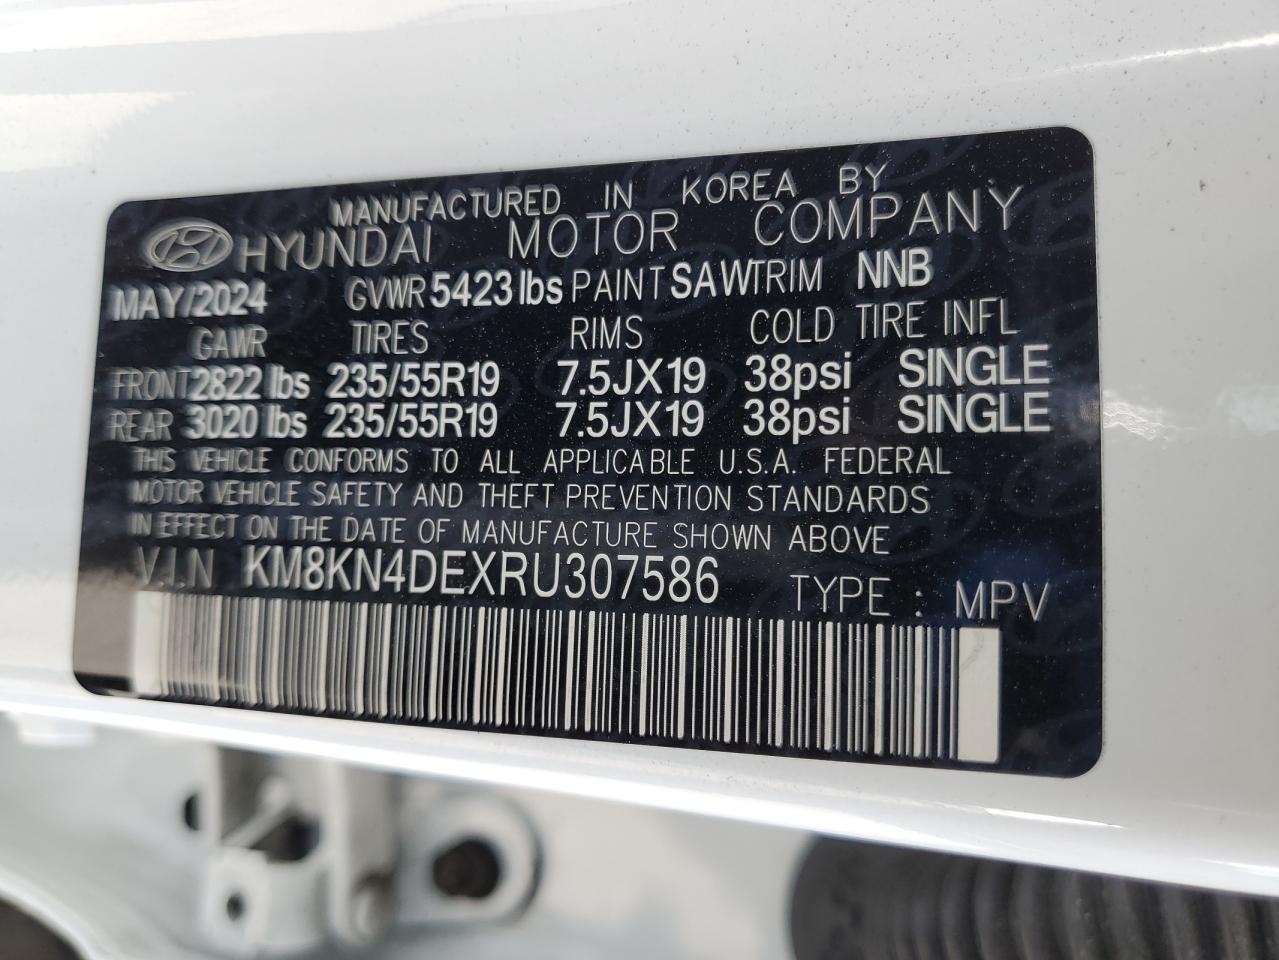 MANUFACTURED IN KOREA BY
HYUNDAI MOTOR COMPANY
MAY/2024 GVWR 5423 lbs PAINT SAW TRIM NNB
GAWR TIRES RIMS COLD TIRE INFL
FRONT 2822 lbs 235/55R19 7.5JX19 38psi SINGLE
REAR 3020 lbs 235/55R19 7.5JX19 38psi SINGLE
THIS VEHICLE CONFORMS TO ALL APPLICABLE U.S.A. FEDERAL
MOTOR VEHICLE SAFETY AND THEFT PREVENTION STANDARDS
IN EFFECT ON THE DATE OF MANUFACTURE SHOWN ABOVE
V.I.N KM8KN4DEXRU307586 TYPE : MPV